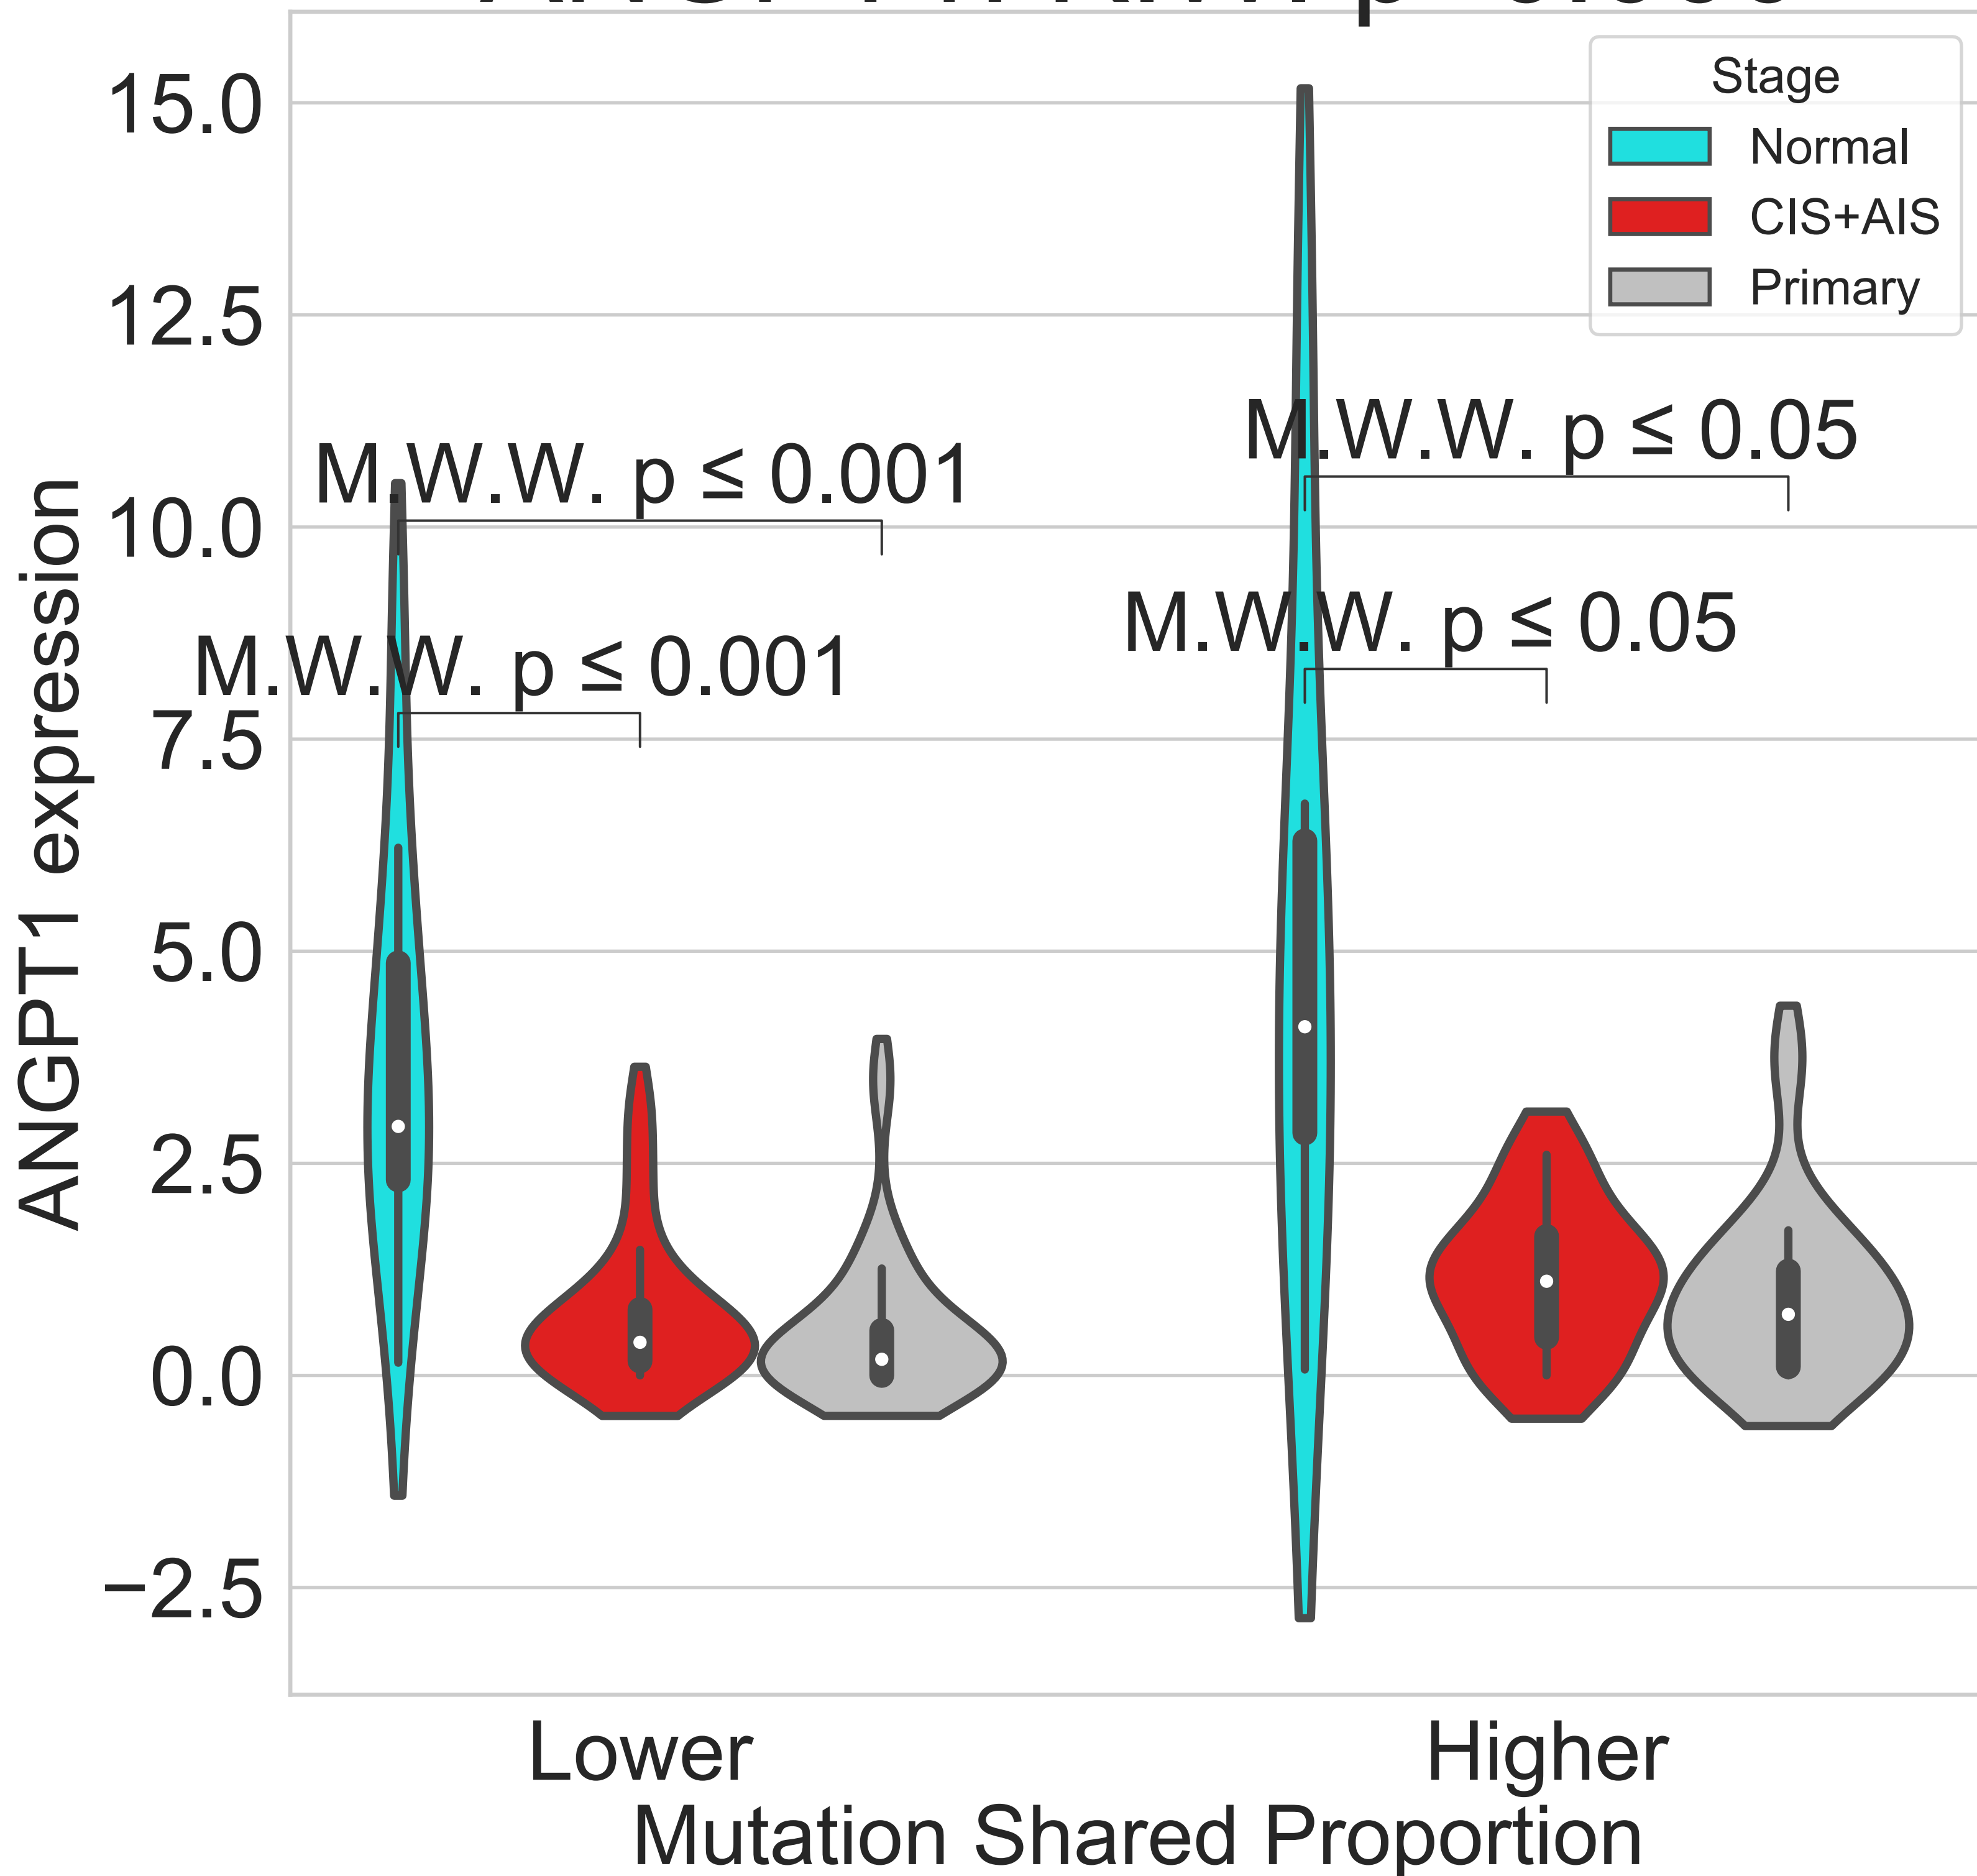 Stage
Normal
CIS+AIS
Primary
15.0
12.5
10.0
7.5
5.0
2.5
0.0
−2.5
ANGPT1 expression
M.W.W. p ≤ 0.001
M.W.W. p ≤ 0.001
M.W.W. p ≤ 0.05
M.W.W. p ≤ 0.05
Lower
Higher
Mutation Shared Proportion